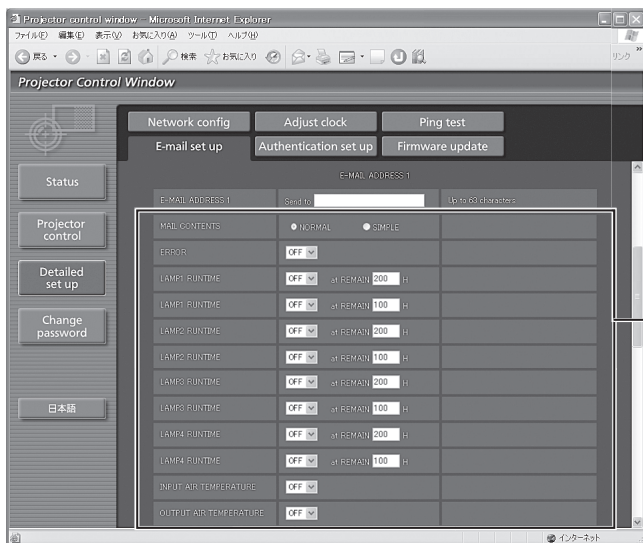 Projector control window - Microsoft Internet Explorer
ファイル(F) 編集(E) 表示(V) お気に入り(A) ツール(T) ヘルプ(H)
戻る 検索 お気に入り リンク »
Projector Control Window
Network config Adjust clock Ping test
E-mail set up Authentication set up Firmware update
Status
Projector control
Detailed set up
Change password
日本語
E-MAIL ADDRESS 1
E-MAIL ADDRESS 1 Send to Up to 63 characters
MAIL CONTENTS NORMAL SIMPLE
ERROR OFF
LAMP1 RUNTIME OFF at REMAIN 200 H
LAMP1 RUNTIME OFF at REMAIN 100 H
LAMP2 RUNTIME OFF at REMAIN 200 H
LAMP2 RUNTIME OFF at REMAIN 100 H
LAMP3 RUNTIME OFF at REMAIN 200 H
LAMP3 RUNTIME OFF at REMAIN 100 H
LAMP4 RUNTIME OFF at REMAIN 200 H
LAMP4 RUNTIME OFF at REMAIN 100 H
INPUT AIR TEMPERATURE OFF
OUTPUT AIR TEMPERATURE OFF
インターネット